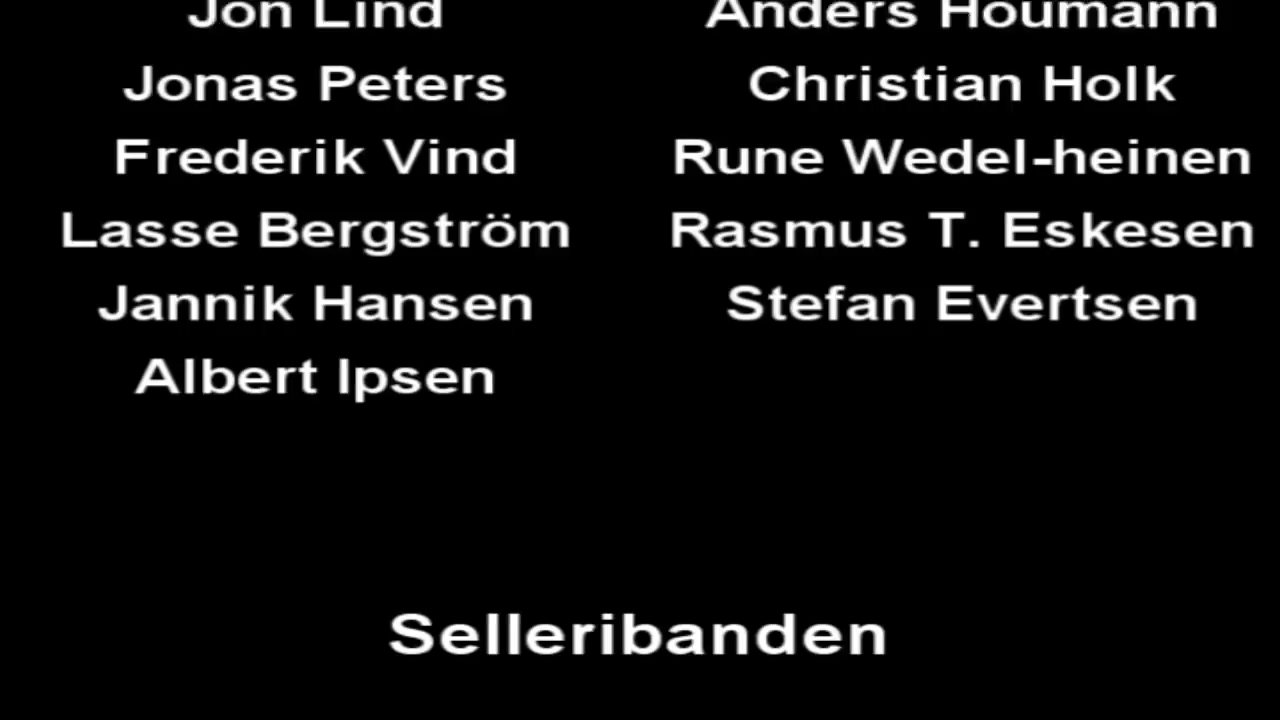 Jon Lind
Anders Houmann
Jonas Peters
Christian Holk
Frederik Vind
Rune Wedel-heinen
Lasse Bergström
Rasmus T. Eskesen
Jannik Hansen
Stefan Evertsen
Albert Ipsen
Selleribanden